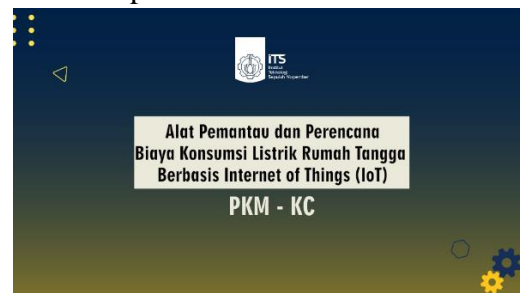 iTS
Institut
Teknologi
Sepuluh Nopember
Alat Pemantau dan Perencana
Biaya Konsumsi Listrik Rumah Tangga
Berbasis Internet of Things (IoT)
PKM - KC